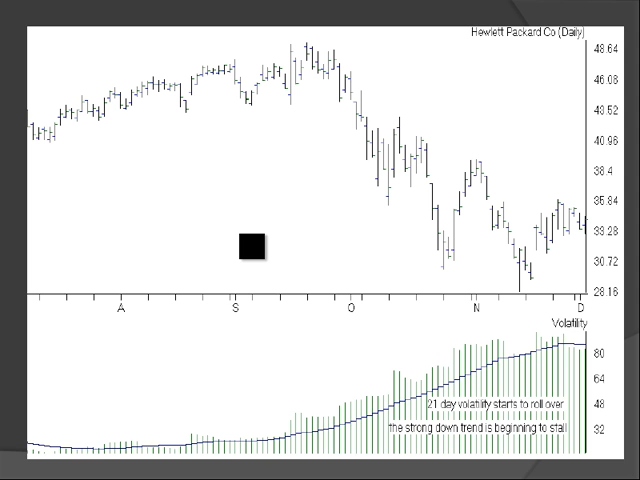 Hewlett Packard Co (Daily)
48.64
46.08
43.52
40.96
38.4
35.84
33.28
30.72
28.16
A S O N D
Volatility
80
64
48
32
21 day volatility starts to roll over
the strong down trend is beginning to stall